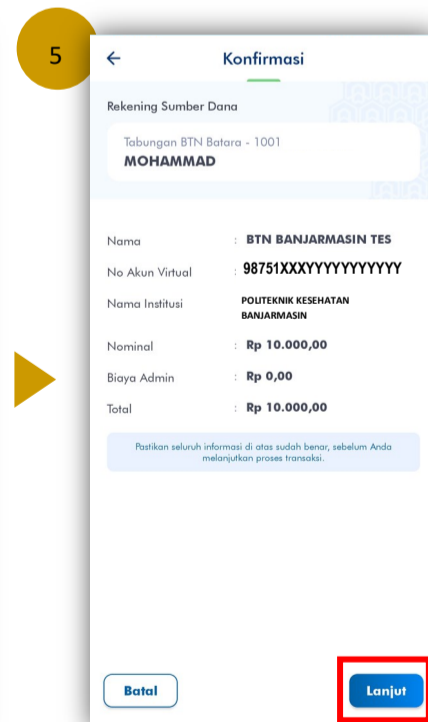 5
Konfirmasi
Rekening Sumber Dana
Tabungan BTN Batara - 1001
MOHAMMAD
Nama : BTN BANJARMASIN TES
No Akun Virtual : 98751XXXYYYYYYYYYYYY
Nama Institusi POLITEKNIK KESEHATAN
BANJARMASIN
Nominal : Rp 10.000,00
Biaya Admin : Rp 0,00
Total : Rp 10.000,00
Pastikan seluruh informasi di atas sudah benar, sebelum Anda
melanjutkan proses transaksi.
Batal Lanjut